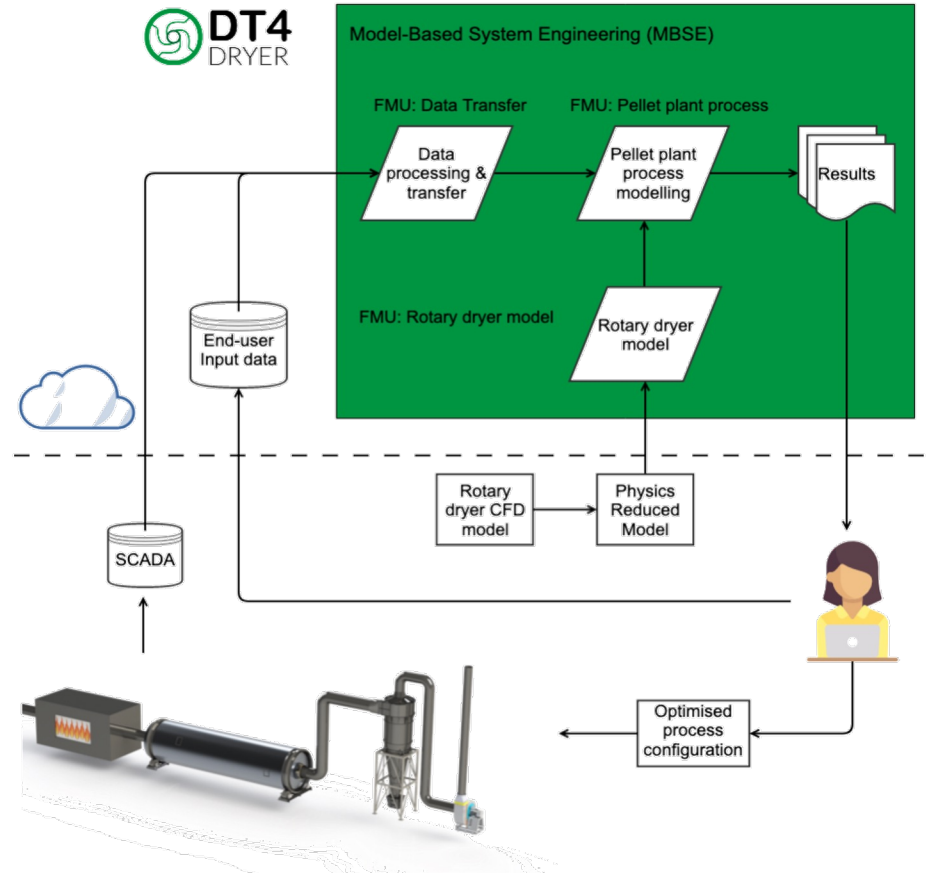 DT4
DRYER
Model-Based System Engineering (MBSE)
FMU: Data Transfer
FMU: Pellet plant process
Data
processing &
transfer
Pellet plant
process
modelling
Results
End-user
Input data
FMU: Rotary dryer model
Rotary dryer
model
Rotary
dryer CFD
model
Physics
Reduced
Model
SCADA
Optimised
process
configuration